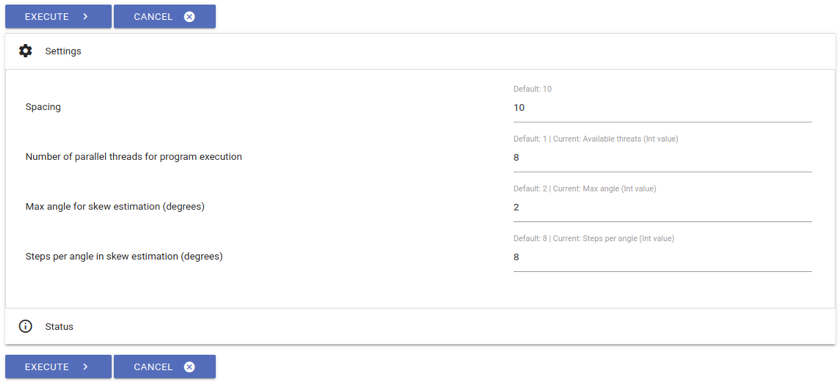 EXECUTE CANCEL
Settings
Default: 10
Spacing 10
Default: 1 | Current: Available threats (Int value)
Number of parallel threads for program execution 8
Default: 2 | Current: Max angle (Int value)
Max angle for skew estimation (degrees) 2
Default: 8 | Current: Steps per angle (Int value)
Steps per angle in skew estimation (degrees) 8
Status
EXECUTE CANCEL